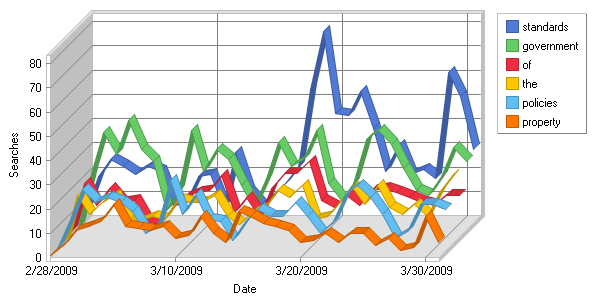 standards
government
of
the
policies
property
80
70
60
50
40
30
20
10
0
Searches
2/28/2009 3/10/2009 3/20/2009 3/30/2009
Date